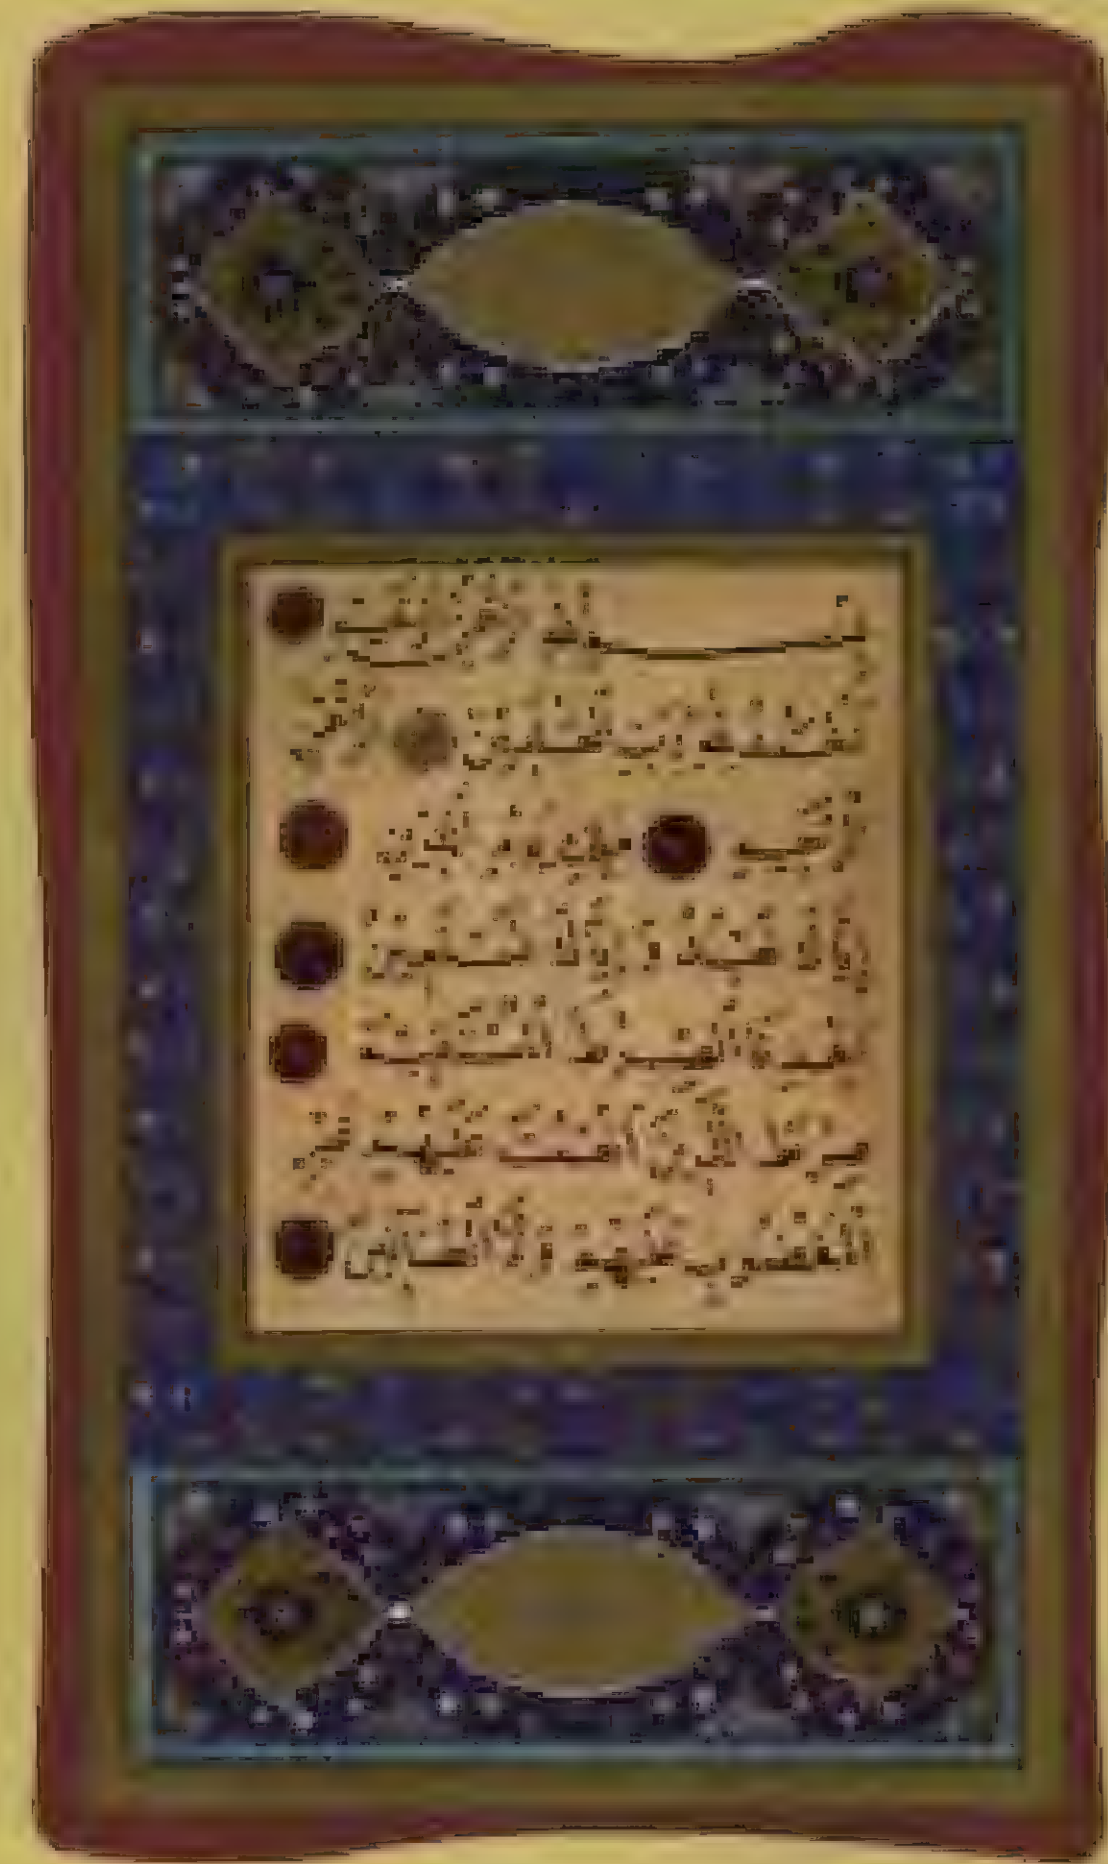 بسم الله الرحمن الرحيم
الحمد لله رب العالمين الرحمن
الرحيم ملك يوم الدين
إياك نعبد وإياك نستعين
اهدنا الصراط المستقيم
صراط الذين أنعمت عليهم غير
المغضوب عليهم ولا الضالين